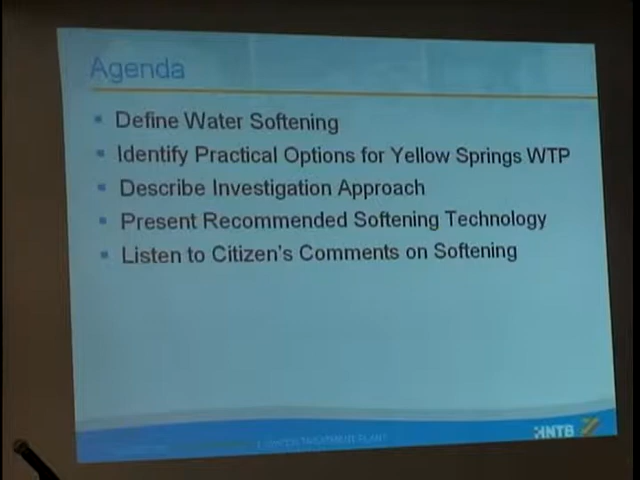 Agenda
Define Water Softening
Identify Practical Options for Yellow Springs WTP
Describe Investigation Approach
Present Recommended Softening Technology
Listen to Citizen's Comments on Softening
HNTB